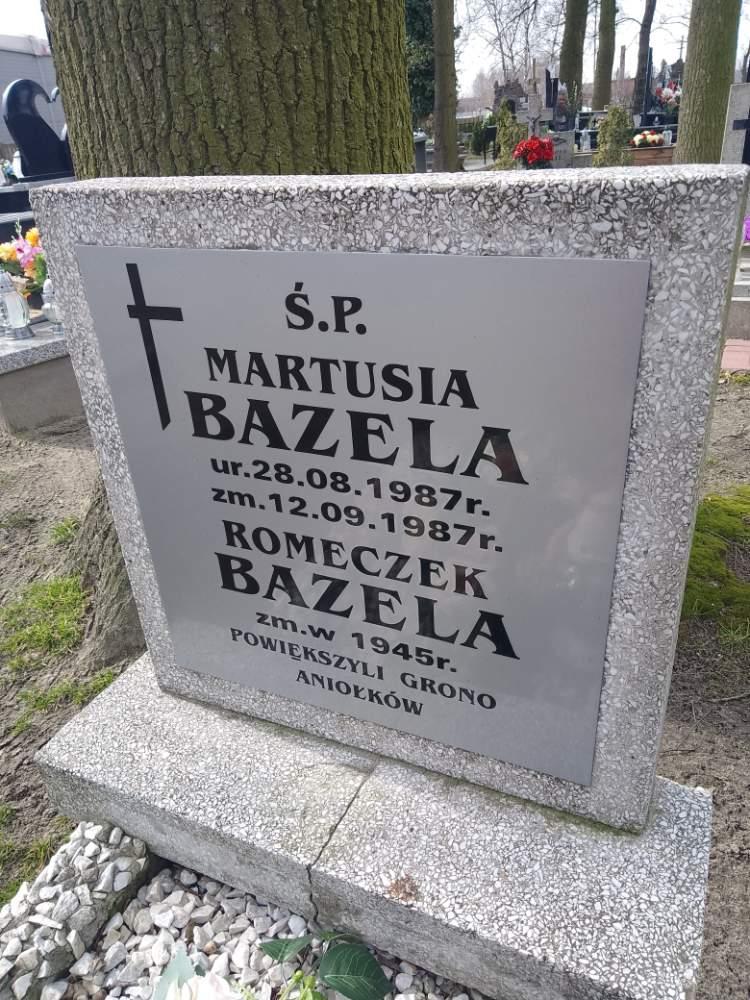 Ś.P.
MARTUSIA
BAZELA
ur.28.08.1987r.
zm.12.09.1987r.
ROMECZEK
BAZELA
zm.w 1945r.
POWIĘKSZYLI GRONO
ANIOŁKÓW